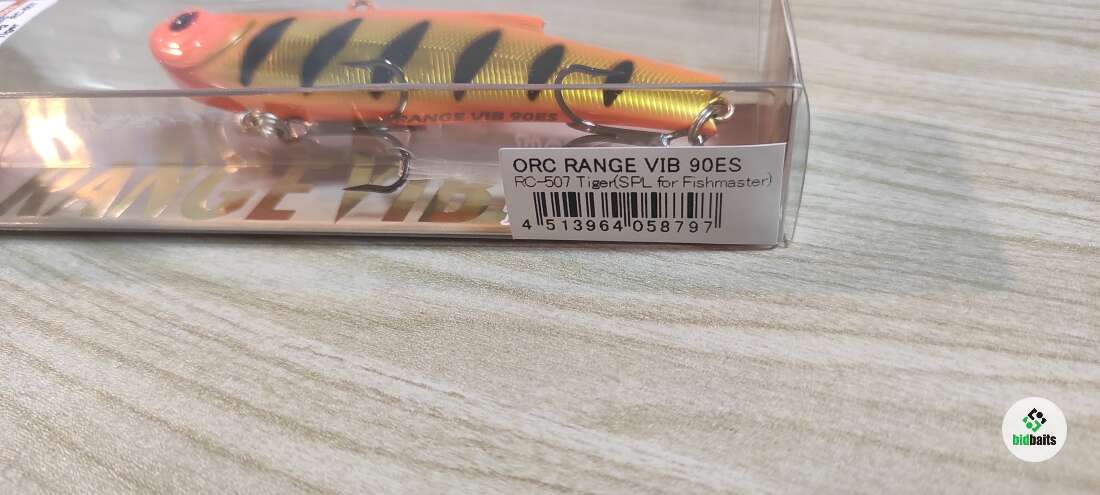 RANGE VIB 90ES
RANGE VIB
ORC RANGE VIB 90ES
RC-507 Tiger(SPL for Fishmaster)
4 513964 058797
bidbaits